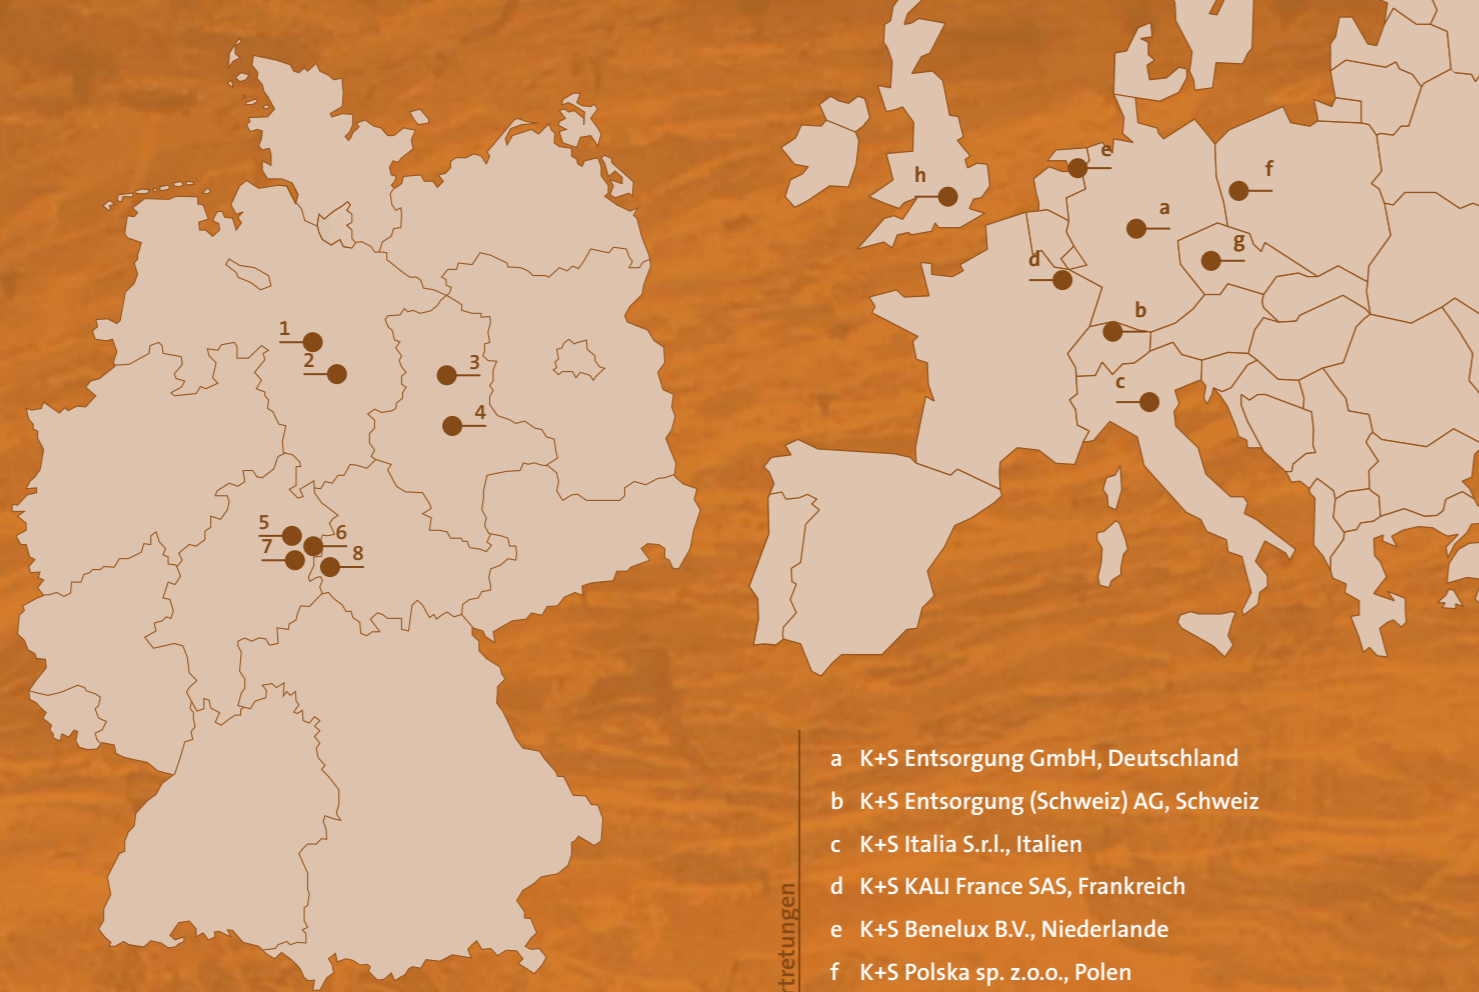 1
2
3
4
5
6
7
8
e
h
f
a
g
d
b
c
a K+S Entsorgung GmbH, Deutschland
b K+S Entsorgung (Schweiz) AG, Schweiz
c K+S Italia S.r.l., Italien
d K+S KALI France SAS, Frankreich
e K+S Benelux B.V., Niederlande
f K+S Polska sp. z.o.o., Polen
rtretungen